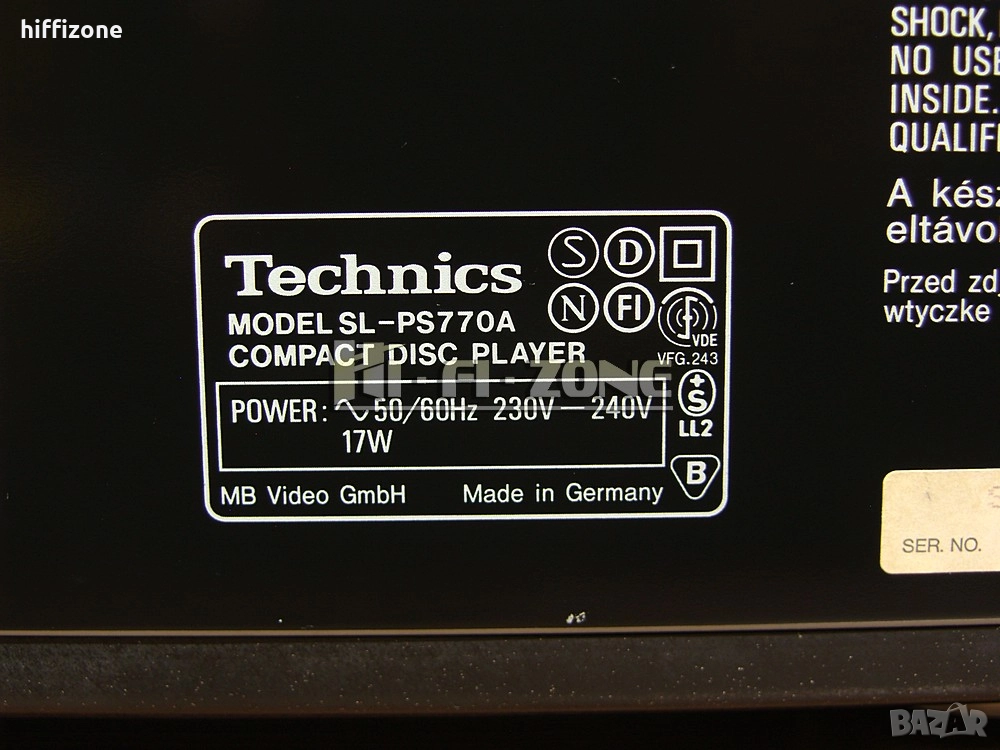 hiffizone
SHOCK,
NO USE
INSIDE.
QUALIFI
A kész
eltávo
Przed zdj
wtyczke
Technics
S D
N FI
MODEL SL-PS770A
COMPACT DISC PLAYER
VDE
VFG.243
HI-FI-ZONE
POWER: ∿ 50/60Hz 230V — 240V
17W
+S
LL2
B
MB Video GmbH Made in Germany
SER. NO.
BAZAR